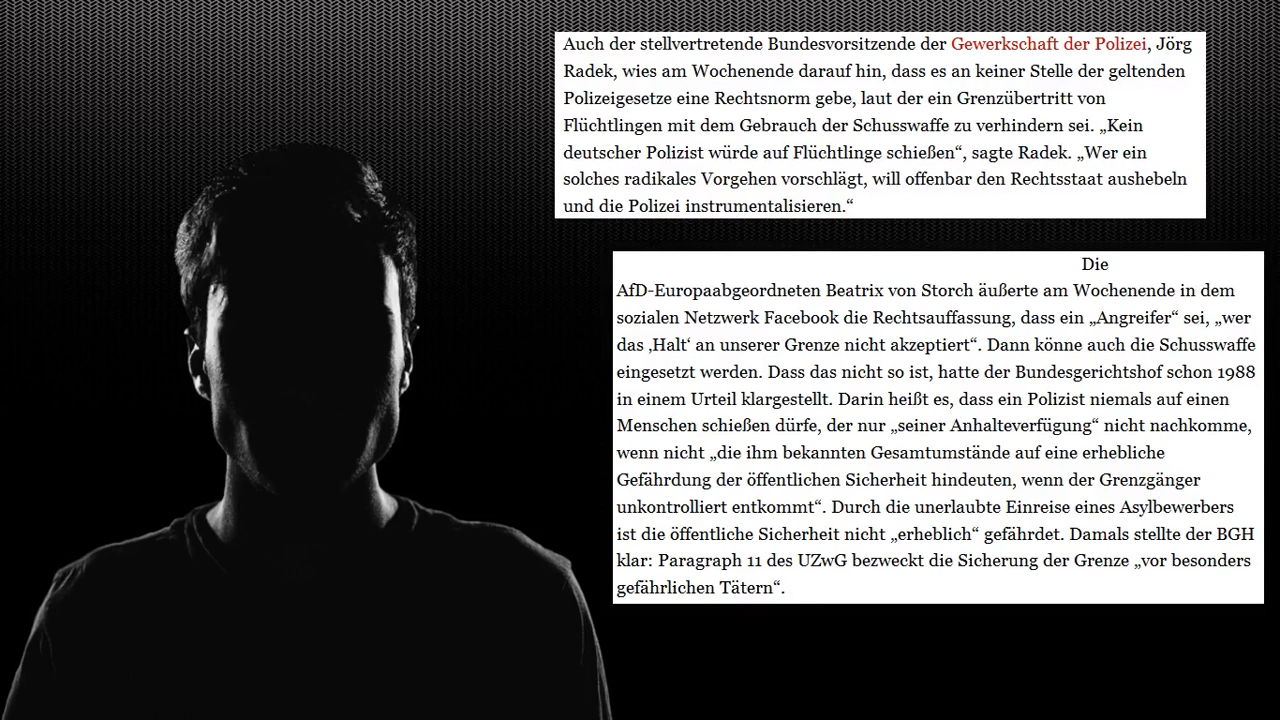 Auch der stellvertretende Bundesvorsitzende der Gewerkschaft der Polizei, Jörg
Radek, wies am Wochenende darauf hin, dass es an keiner Stelle der geltenden
Polizeigesetze eine Rechtsnorm gebe, laut der ein Grenzübertritt von
Flüchtlingen mit dem Gebrauch der Schusswaffe zu verhindern sei. „Kein
deutscher Polizist würde auf Flüchtlinge schießen“, sagte Radek. „Wer ein
solches radikales Vorgehen vorschlägt, will offenbar den Rechtsstaat aushebeln
und die Polizei instrumentalisieren.“
Die
AfD-Europaabgeordneten Beatrix von Storch äußerte am Wochenende in dem
sozialen Netzwerk Facebook die Rechtsauffassung, dass ein „Angreifer“ sei, „wer
das ‚Halt‘ an unserer Grenze nicht akzeptiert“. Dann könne auch die Schusswaffe
eingesetzt werden. Dass das nicht so ist, hatte der Bundesgerichtshof schon 1988
in einem Urteil klargestellt. Darin heißt es, dass ein Polizist niemals auf einen
Menschen schießen dürfe, der nur „seiner Anhalteverfügung“ nicht nachkomme,
wenn nicht „die ihm bekannten Gesamtumstände auf eine erhebliche
Gefährdung der öffentlichen Sicherheit hindeuten, wenn der Grenzgänger
unkontrolliert entkommt“. Durch die unerlaubte Einreise eines Asylbewerbers
ist die öffentliche Sicherheit nicht „erheblich“ gefährdet. Damals stellte der BGH
klar: Paragraph 11 des UZwG bezweckt die Sicherung der Grenze „vor besonders
gefährlichen Tätern“.